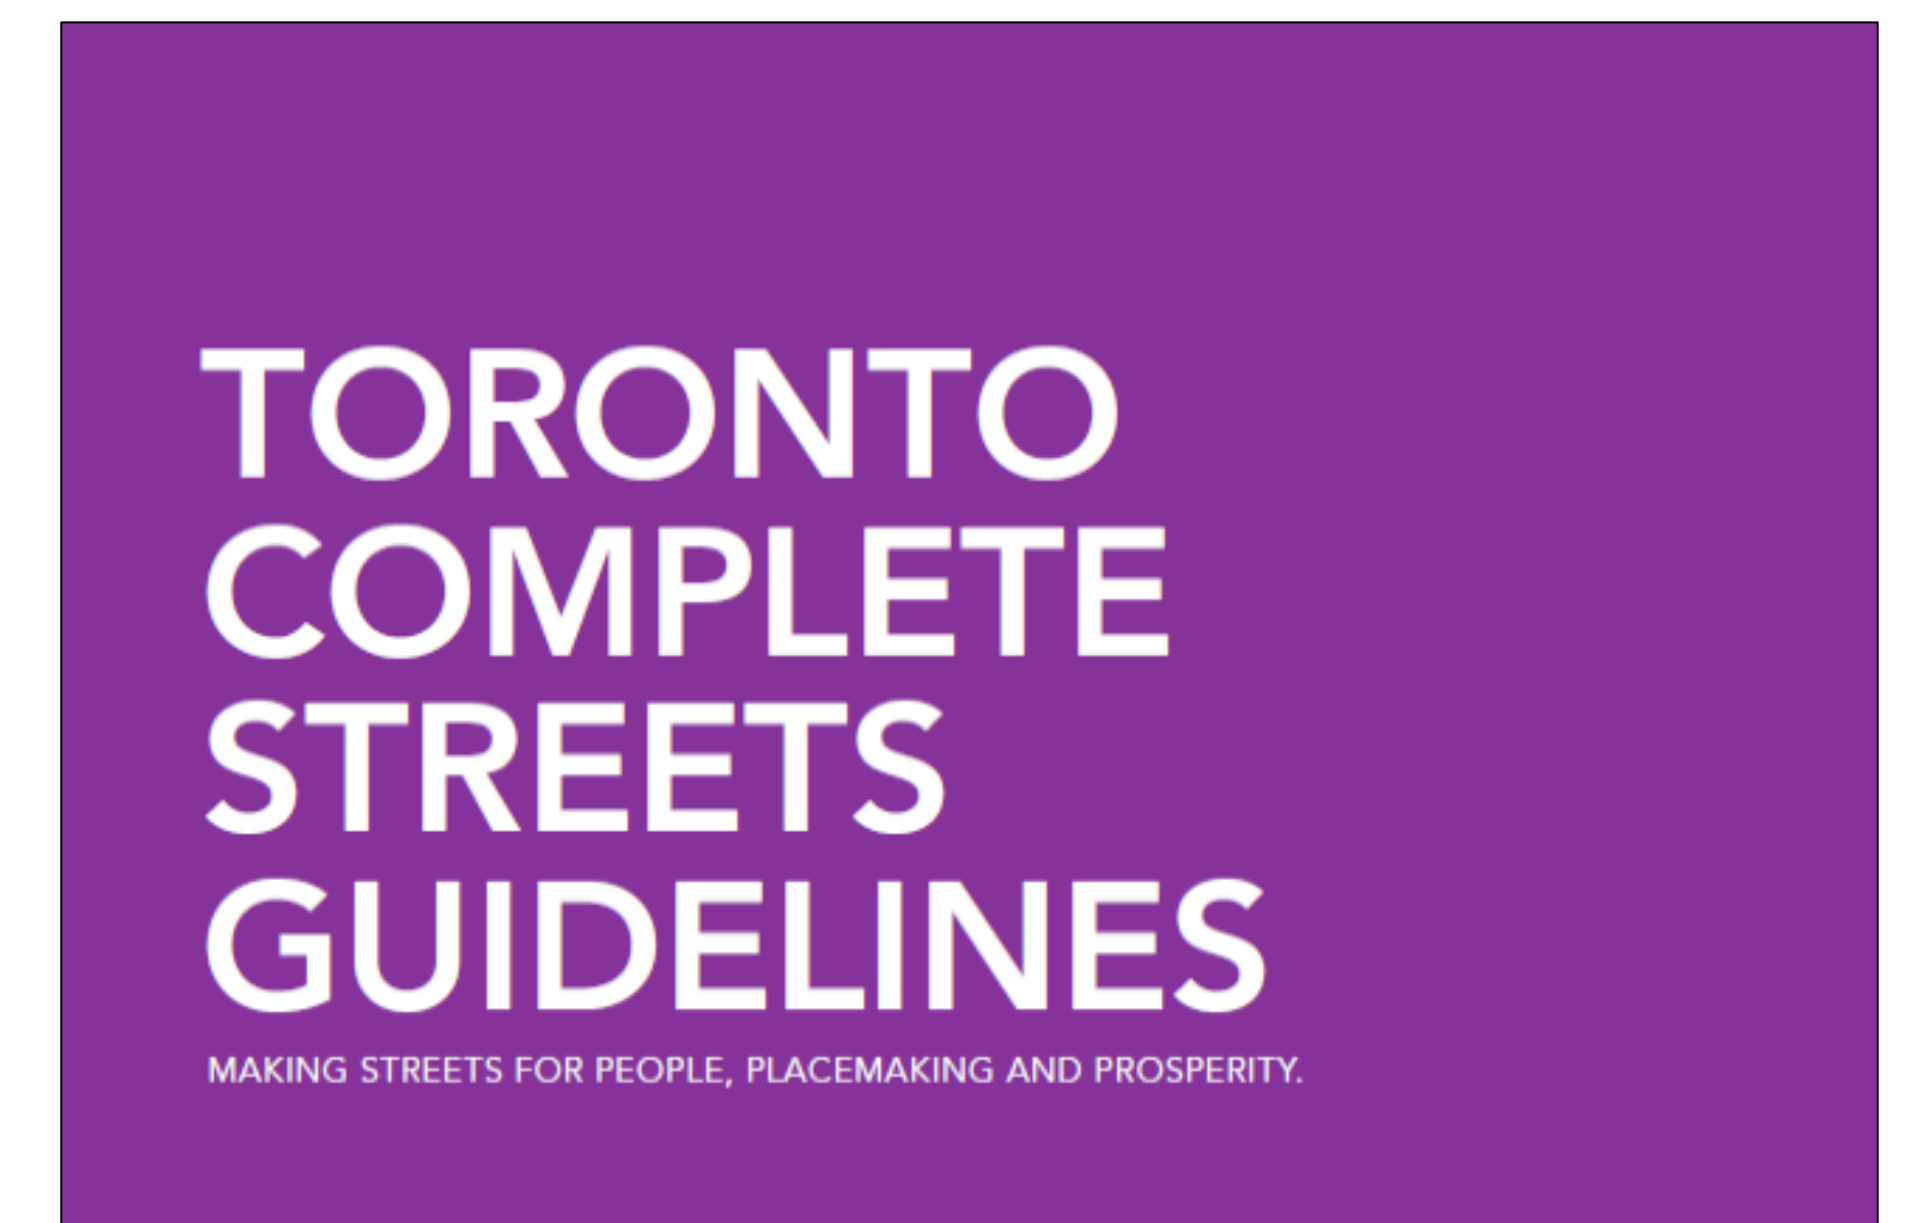 TORONTO
COMPLETE
STREETS
GUIDELINES
MAKING STREETS FOR PEOPLE, PLACEMAKING AND PROSPERITY.